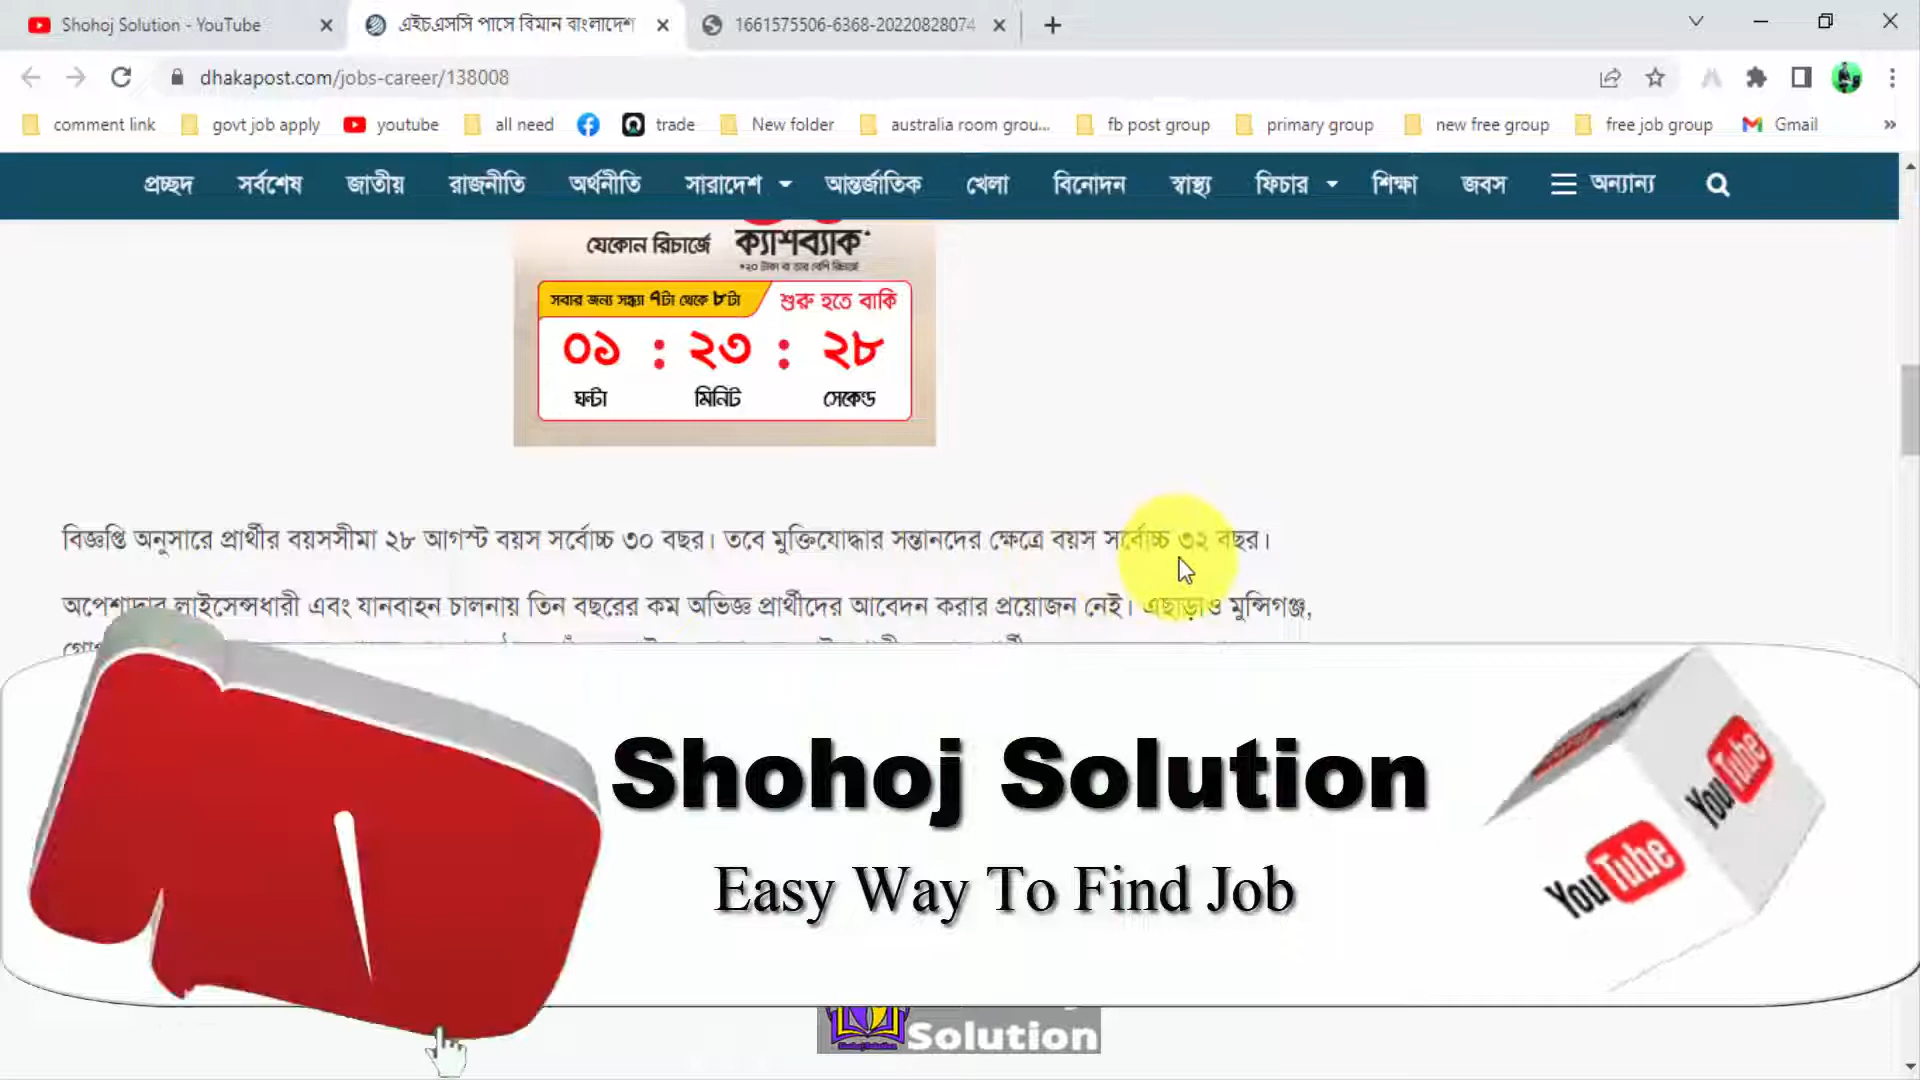 Shohoj Solution - YouTube
এইচএসসি পাসে বিমান বাংলাদেশ
1661575506-6368-20220828074
dhakapost.com/jobs-career/138008
comment link govt job apply youtube all need trade New folder australia room grou... fb post group primary group new free group free job group Gmail
প্রচ্ছদ সর্বশেষ জাতীয় রাজনীতি অর্থনীতি সারাদেশ আন্তর্জাতিক খেলা বিনোদন স্বাস্থ্য ফিচার শিক্ষা জবস অন্যান্য
যেকোন রিচার্জে ক্যাশব্যাক*
*২০ টাকা বা তার বেশি রিচার্জে
সবার জন্য সন্ধ্যা ৭টা থেকে ৮টা শুরু হতে বাকি
০১ : ২৩ : ২৮
ঘন্টা মিনিট সেকেন্ড
বিজ্ঞপ্তি অনুসারে প্রার্থীর বয়সসীমা ২৮ আগস্ট বয়স সর্বোচ্চ ৩০ বছর। তবে মুক্তিযোদ্ধার সন্তানদের ক্ষেত্রে বয়স সর্বোচ্চ ৩২ বছর।
অপেশাদার লাইসেন্সধারী এবং যানবাহন চালনায় তিন বছরের কম অভিজ্ঞ প্রার্থীদের আবেদন করার প্রয়োজন নেই। এছাড়াও মুন্সিগঞ্জ,
Shohoj Solution
Easy Way To Find Job
YouTube
YouTube
Solution